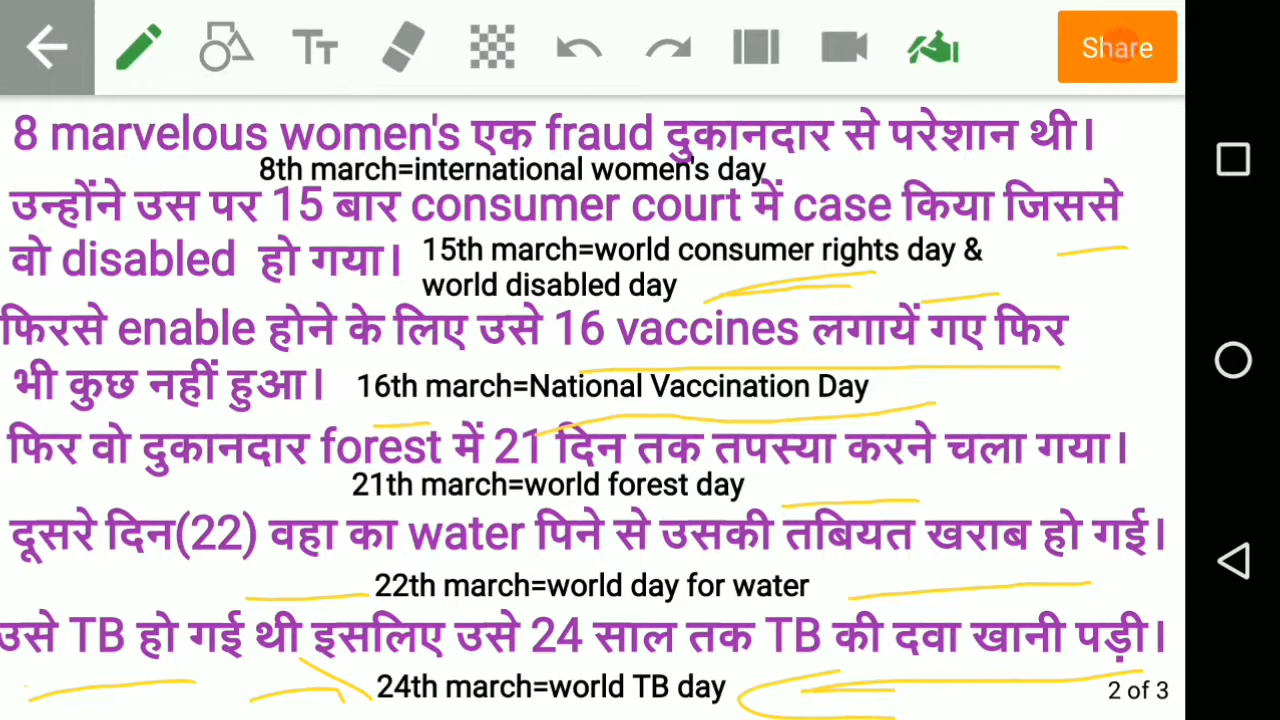 Share
8 marvelous women's एक fraud दुकानदार से परेशान थी।
8th march=international women's day
उन्होंने उस पर 15 बार consumer court में case किया जिससे
वो disabled हो गया।
15th march=world consumer rights day &
world disabled day
फिरसे enable होने के लिए उसे 16 vaccines लगायें गए फिर
भी कुछ नहीं हुआ।
16th march=National Vaccination Day
फिर वो दुकानदार forest में 21 दिन तक तपस्या करने चला गया।
21th march=world forest day
दूसरे दिन(22) वहा का water पिने से उसकी तबियत खराब हो गई।
22th march=world day for water
उसे TB हो गई थी इसलिए उसे 24 साल तक TB की दवा खानी पड़ी।
24th march=world TB day
2 of 3